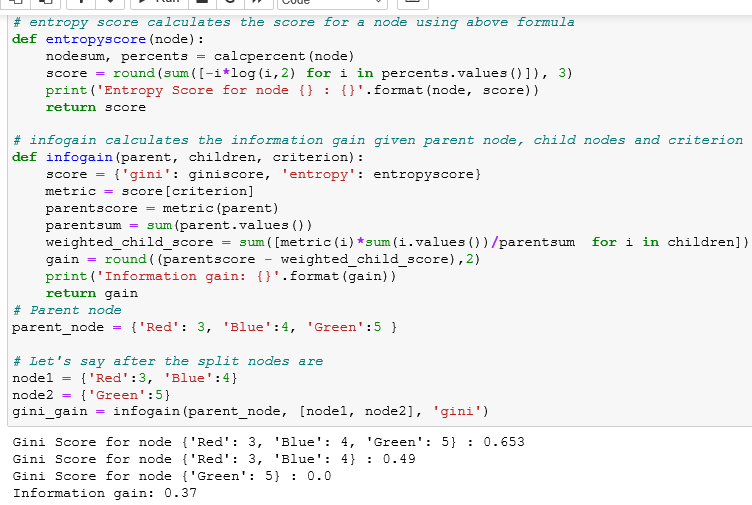 Run
Code
# entropy score calculates the score for a node using above formula
def entropyscore(node):
    nodesum, percents = calcpercent(node)
    score = round(sum([-i*log(i,2) for i in percents.values()]), 3)
    print('Entropy Score for node {} : {}'.format(node, score))
    return score

# infogain calculates the information gain given parent node, child nodes and criterion
def infogain(parent, children, criterion):
    score = {'gini': giniscore, 'entropy': entropyscore}
    metric = score[criterion]
    parentscore = metric(parent)
    parentsum = sum(parent.values())
    weighted_child_score = sum([metric(i)*sum(i.values())/parentsum  for i in children])
    gain = round((parentscore - weighted_child_score),2)
    print('Information gain: {}'.format(gain))
    return gain
# Parent node
parent_node = {'Red': 3, 'Blue':4, 'Green':5 }

# Let's say after the split nodes are
node1 = {'Red':3, 'Blue':4}
node2 = {'Green':5}
gini_gain = infogain(parent_node, [node1, node2], 'gini')

Gini Score for node {'Red': 3, 'Blue': 4, 'Green': 5} : 0.653
Gini Score for node {'Red': 3, 'Blue': 4} : 0.49
Gini Score for node {'Green': 5} : 0.0
Information gain: 0.37